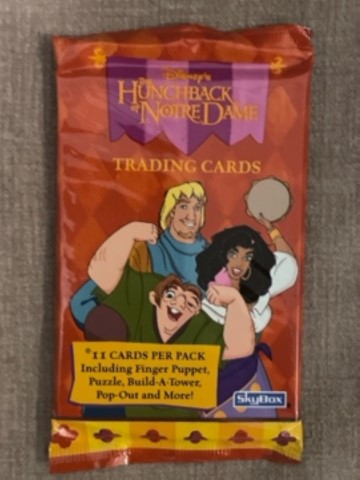 Disney's
THE
HUNCHBACK
OF
NOTRE DAME
TRADING CARDS
*11 CARDS PER PACK
Including Finger Puppet,
Puzzle, Build-A-Tower,
Pop-Out and More!
SkyBox